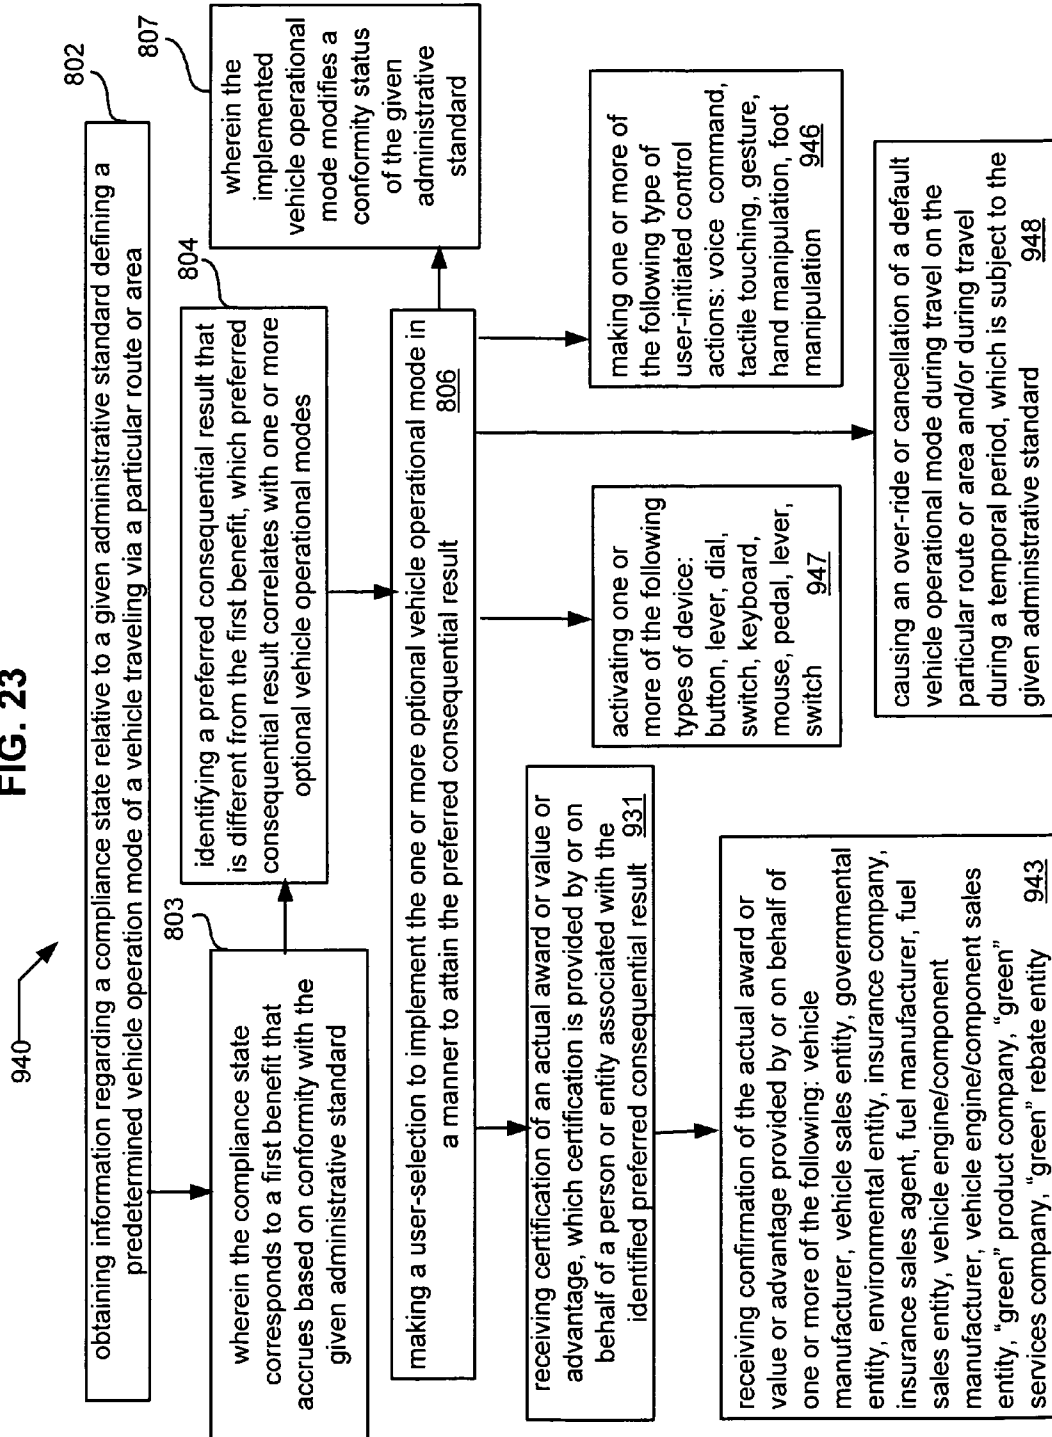 FIG. 23
940
802
obtaining information regarding a compliance state relative to a given administrative standard defining a
predetermined vehicle operation mode of a vehicle traveling via a particular route or area
803
wherein the compliance state
corresponds to a first benefit that
accrues based on conformity with the
given administrative standard
804
identifying a preferred consequential result that
is different from the first benefit, which preferred
consequential result correlates with one or more
optional vehicle operational modes
807
wherein the
implemented
vehicle operational
mode modifies a
conformity status
of the given
administrative
standard
making a user-selection to implement the one or more optional vehicle operational mode in
a manner to attain the preferred consequential result 806
receiving certification of an actual award or value or
advantage, which certification is provided by or on
behalf of a person or entity associated with the
identified preferred consequential result 931
activating one or
more of the following
types of device:
button, lever, dial,
switch, keyboard,
mouse, pedal, lever,
switch 947
making one or more of
the following type of
user-initiated control
actions: voice command,
tactile touching, gesture,
hand manipulation, foot
manipulation 946
receiving confirmation of the actual award or
value or advantage provided by or on behalf of
one or more of the following: vehicle
manufacturer, vehicle sales entity, governmental
entity, environmental entity, insurance company,
insurance sales agent, fuel manufacturer, fuel
sales entity, vehicle engine/component
manufacturer, vehicle engine/component sales
entity, “green” product company, “green”
services company, “green” rebate entity 943
causing an over-ride or cancellation of a default
vehicle operational mode during travel on the
particular route or area and/or during travel
during a temporal period, which is subject to the
given administrative standard 948